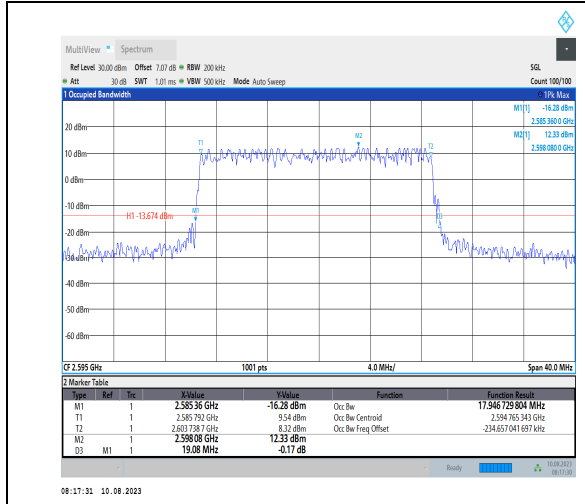 MultiView Spectrum
Ref Level 30.00 dBm Offset 7.07 dB RBW 200 kHz SGL
Att 30 dB SWT 1.01 ms VBW 500 kHz Mode Auto Sweep Count 100/100
1 Occupied Bandwidth 1Pk Max
M1[1] -16.28 dBm
2.585 360 0 GHz
M2[1] 12.33 dBm
2.598 080 0 GHz
20 dBm
T1 M2 T2
10 dBm
0 dBm
-10 dBm
H1 -13.674 dBm M1 D3
-20 dBm
-30 dBm
-40 dBm
-50 dBm
-60 dBm
CF 2.595 GHz 1001 pts 4.0 MHz/ Span 40.0 MHz
2 Marker Table
Type Ref Trc X-Value Y-Value Function Function Result
M1 1 2.585 36 GHz -16.28 dBm Occ Bw 17.946 729 804 MHz
T1 1 2.585 792 GHz 9.54 dBm Occ Bw Centroid 2.594 765 343 GHz
T2 1 2.603 738 7 GHz 8.32 dBm Occ Bw Freq Offset -234.657 041 697 kHz
M2 1 2.598 08 GHz 12.33 dBm
D3 M1 1 19.08 MHz -0.17 dB
Ready 10.08.2023
08:17:30
08:17:31 10.08.2023